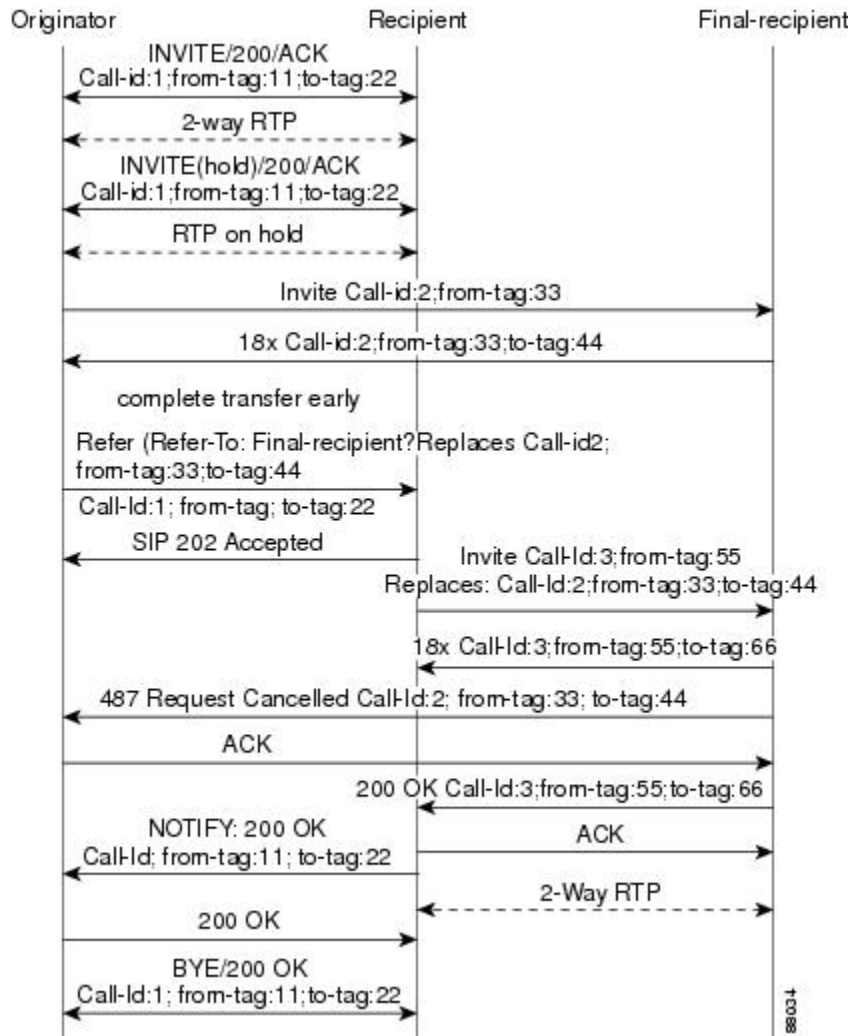 Originator Recipient Final-recipient
INVITE/200/ACK
Call-id:1;from-tag:11;to-tag:22
2-way RTP
INVITE(hold)/200/ACK
Call-id:1;from-tag:11;to-tag:22
RTP on hold
Invite Call-id:2;from-tag:33
18x Call-id:2;from-tag:33;to-tag:44
complete transfer early
Refer (Refer-To: Final-recipient?Replaces Call-id2;
from-tag:33;to-tag:44
Call-Id:1; from-tag; to-tag:22
SIP 202 Accepted
Invite Call-Id:3;from-tag:55
Replaces: Call-Id:2;from-tag:33;to-tag:44
18x Call-Id:3;from-tag:55;to-tag:66
487 Request Cancelled Call-Id:2; from-tag:33; to-tag:44
ACK
200 OK Call-Id:3;from-tag:55;to-tag:66
NOTIFY: 200 OK
Call-Id; from-tag:11; to-tag:22
ACK
2-Way RTP
200 OK
BYE/200 OK
Call-Id:1; from-tag:11;to-tag:22
88034